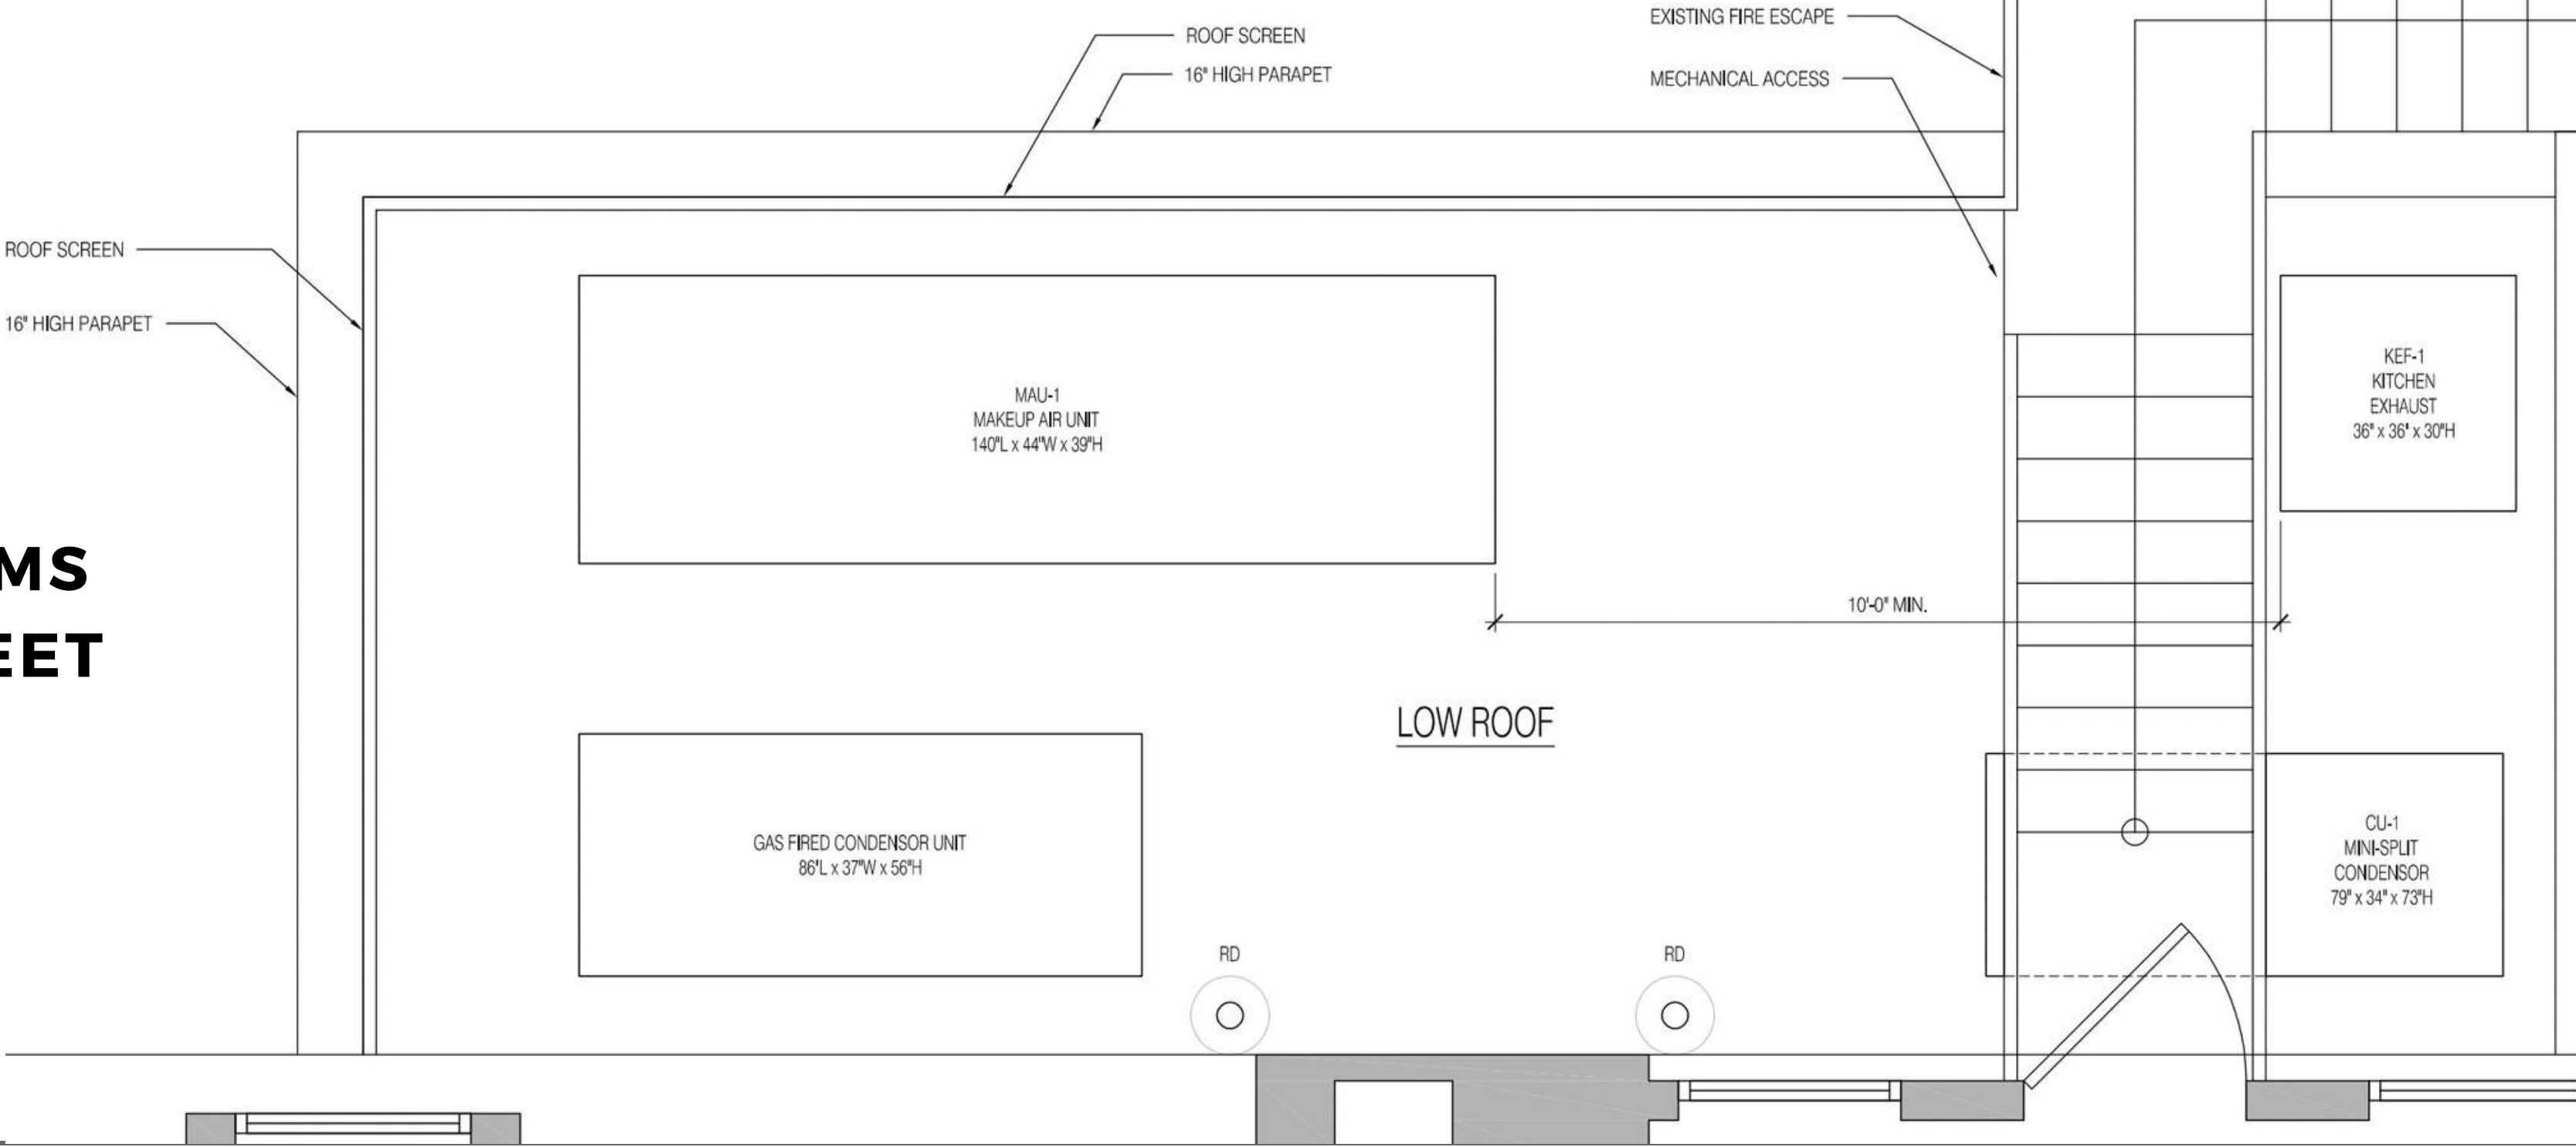 ROOF SCREEN
16" HIGH PARAPET
EXISTING FIRE ESCAPE
MECHANICAL ACCESS
ROOF SCREEN
16" HIGH PARAPET
MAU-1
MAKEUP AIR UNIT
140"L x 44"W x 39"H
KEF-1
KITCHEN
EXHAUST
36" x 36" x 30"H
MS
EET
10'-0" MIN.
LOW ROOF
GAS FIRED CONDENSOR UNIT
86"L x 37"W x 56"H
CU-1
MINI-SPLIT
CONDENSOR
79" x 34" x 73"H
RD
RD